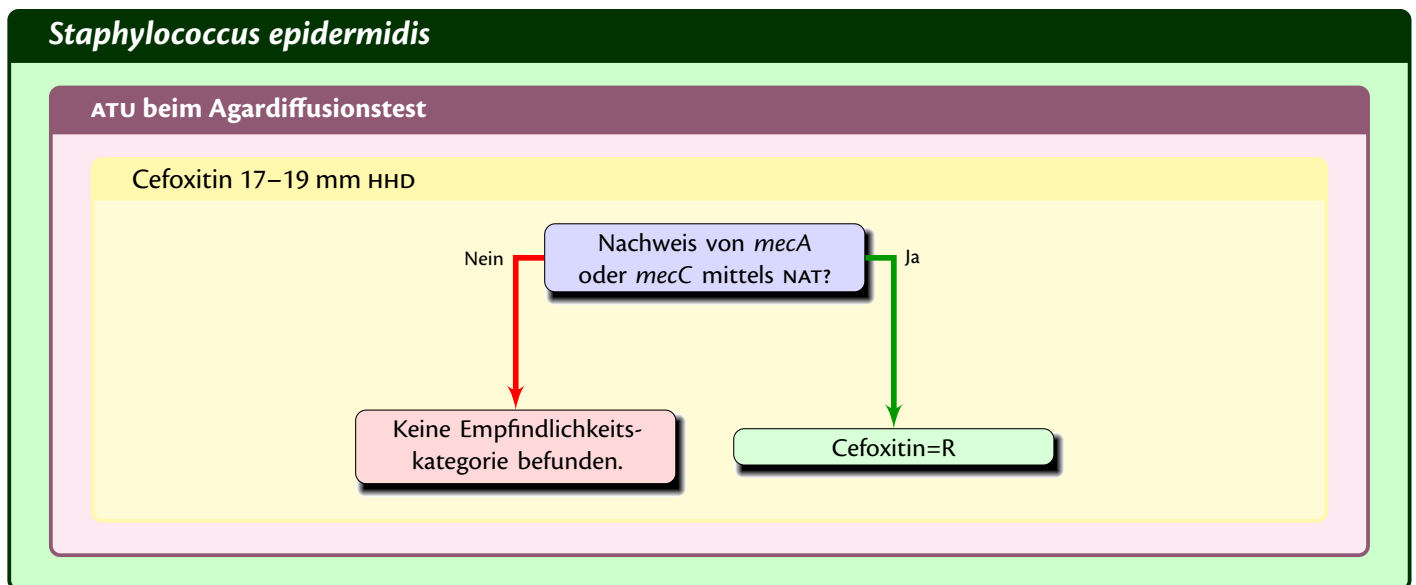 Staphylococcus epidermidis
ATU beim Agardiffusionstest
Cefoxitin 17–19 mm HHD
Nachweis von mecA
oder mecC mittels NAT?
Nein
Ja
Keine Empfindlichkeits-
kategorie befunden.
Cefoxitin=R